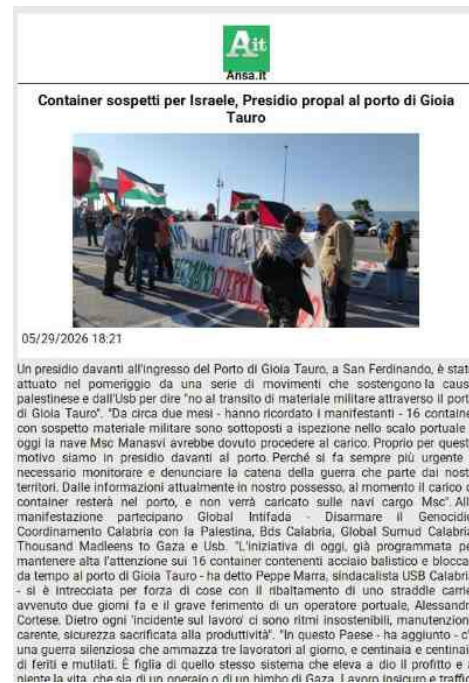 Ait
Ansa.it
Container sospetti per Israele, Presidio propal al porto di Gioia
Tauro
NO ALLA FILIERA
05/29/2026 18:21
Un presidio davanti all'ingresso del Porto di Gioia Tauro, a San Ferdinando, è stat
attuato nel pomeriggio da una serie di movimenti che sostengono la caus
palestinese e dall'Usb per dire "no al transito di materiale militare attraverso il port
di Gioia Tauro". "Da circa due mesi - hanno ricordato i manifestanti - 16 containe
con sospetto materiale militare sono sottoposti a ispezione nello scalo portuale
oggi la nave Msc Manasvi avrebbe dovuto procedere al carico. Proprio per quest
motivo siamo in presidio davanti al porto. Perché si fa sempre più urgente
necessario monitorare e denunciare la catena della guerra che parte dai nost
territori. Dalle informazioni attualmente in nostro possesso, al momento il carico d
container resterà nel porto, e non verrà caricato sulle navi cargo Msc". All
manifestazione partecipano Global Intifada - Disarmare il Genocidi
Coordinamento Calabria con la Palestina, Bds Calabria, Global Sumud Calabria
Thousand Madleens to Gaza e Usb. "L'iniziativa di oggi, già programmata pe
mantenere alta l'attenzione sui 16 container contenenti acciaio balistico e blocca
da tempo al porto di Gioia Tauro - ha detto Peppe Marra, sindacalista USB Calabri
- si è intrecciata per forza di cose con il ribaltamento di uno straddle carrie
avvenuto due giorni fa e il grave ferimento di un operatore portuale, Alessandr
Cortese. Dietro ogni 'incidente sul lavoro' ci sono ritmi insostenibili, manutenzion
carente, sicurezza sacrificata alla produttività". "In questo Paese - ha aggiunto - c'
una guerra silenziosa che ammazza tre lavoratori al giorno, e centinaia e centinai
di feriti e mutilati. È figlia di quello stesso sistema che eleva a dio il profitto e
niente la vita, che sia di un operaio o di un bimbo di Gaza. Lavoro insicuro e traffic